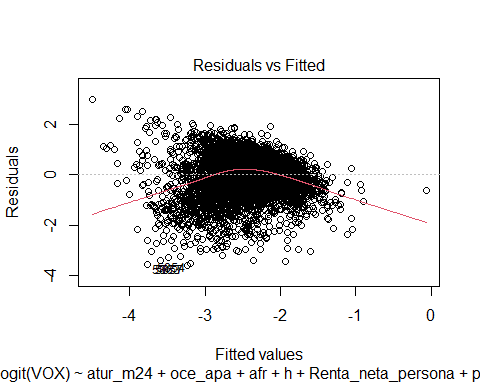 Residuals vs Fitted
Residuals
2
0
-2
-4
-4
-3
-2
-1
0
Fitted values
ogit(VOX) ~ atur_m24 + oce_apa + afr + h + Renta_neta_persona + p